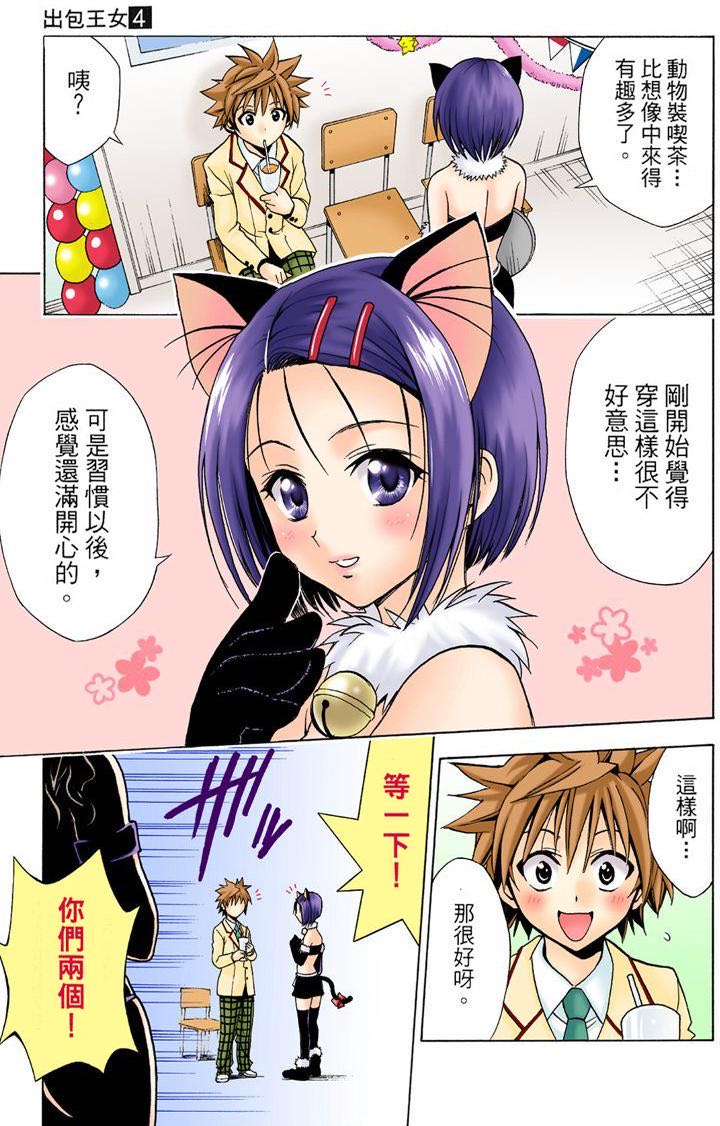 出包王女4
動物裝喫茶…
比想像中來得
有趣多了。
咦?
剛開始覺得
穿這樣很不
好意思…
可是習慣以後，
感覺還滿開心的。
這樣啊…
那很好呀。
等一下！
你們兩個！